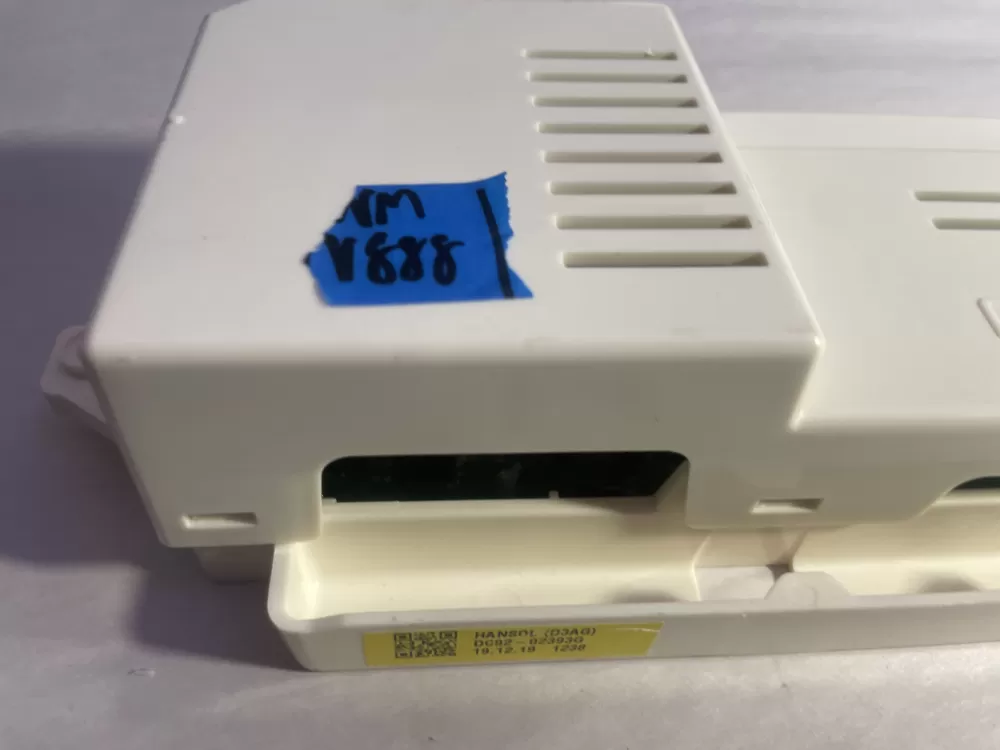 NM
V888
HANSOL (D3AG)
DC92-02393G
19.12.18 1238